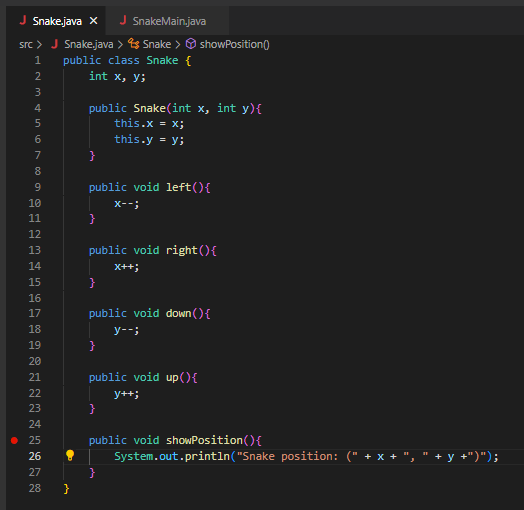 J Snake.java × J SnakeMain.java
src > J Snake.java > Snake > showPosition()
1 public class Snake {
2 int x, y;
3
4 public Snake(int x, int y){
5 this.x = x;
6 this.y = y;
7 }
8
9 public void left(){
10 x--;
11 }
12
13 public void right(){
14 x++;
15 }
16
17 public void down(){
18 y--;
19 }
20
21 public void up(){
22 y++;
23 }
24
25 public void showPosition(){
26 System.out.println("Snake position: (" + x + ", " + y +")");
27 }
28 }